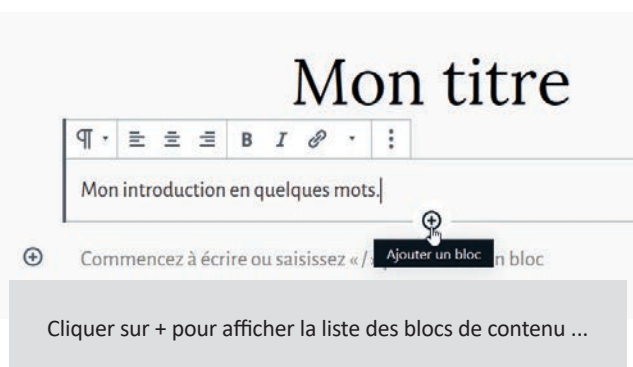 Mon titre
B I
Mon introduction en quelques mots.
Commencez à écrire ou saisissez « / n bloc
Ajouter un bloc
Cliquer sur + pour afficher la liste des blocs de contenu ...